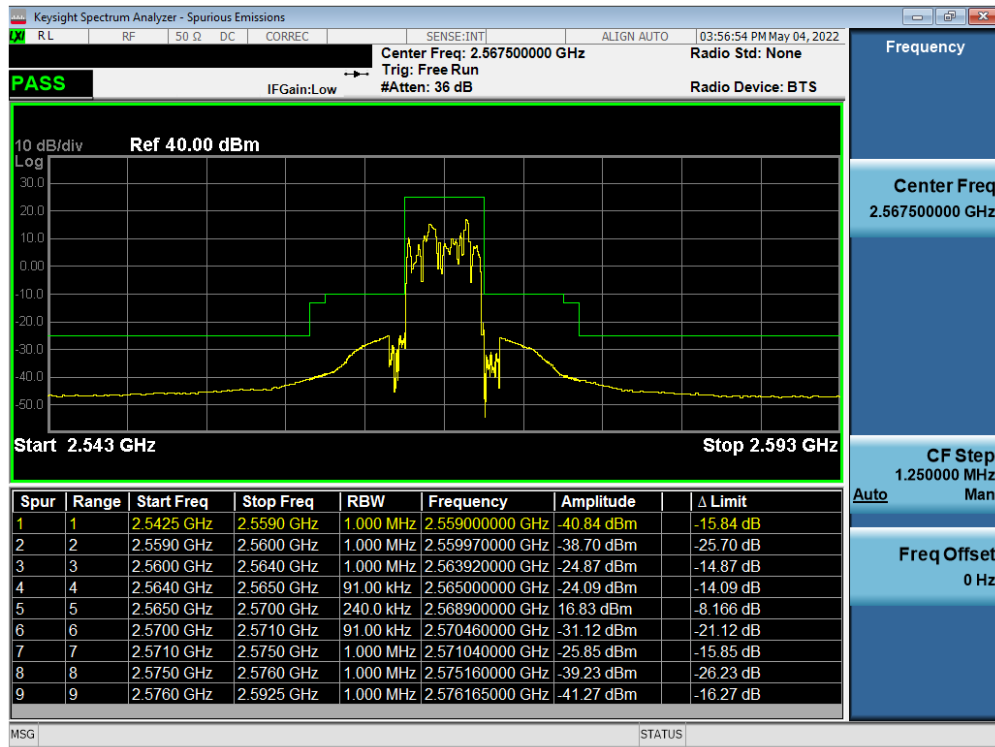 Keysight Spectrum Analyzer - Spurious Emissions
LXI RL RF 50 Ω DC CORREC SENSE:INT ALIGN AUTO 03:56:54 PM May 04, 2022
Center Freq: 2.567500000 GHz Radio Std: None
Trig: Free Run
PASS IFGain:Low #Atten: 36 dB Radio Device: BTS
10 dB/div Ref 40.00 dBm
Log
30.0
20.0
10.0
0.00
-10.0
-20.0
-30.0
-40.0
-50.0
Start 2.543 GHz Stop 2.593 GHz
Spur Range Start Freq Stop Freq RBW Frequency Amplitude Δ Limit
1 1 2.5425 GHz 2.5590 GHz 1.000 MHz 2.559000000 GHz -40.84 dBm -15.84 dB
2 2 2.5590 GHz 2.5600 GHz 1.000 MHz 2.559970000 GHz -38.70 dBm -25.70 dB
3 3 2.5600 GHz 2.5640 GHz 1.000 MHz 2.563920000 GHz -24.87 dBm -14.87 dB
4 4 2.5640 GHz 2.5650 GHz 91.00 kHz 2.565000000 GHz -24.09 dBm -14.09 dB
5 5 2.5650 GHz 2.5700 GHz 240.0 kHz 2.568900000 GHz 16.83 dBm -8.166 dB
6 6 2.5700 GHz 2.5710 GHz 91.00 kHz 2.570460000 GHz -31.12 dBm -21.12 dB
7 7 2.5710 GHz 2.5750 GHz 1.000 MHz 2.571040000 GHz -25.85 dBm -15.85 dB
8 8 2.5750 GHz 2.5760 GHz 1.000 MHz 2.575160000 GHz -39.23 dBm -26.23 dB
9 9 2.5760 GHz 2.5925 GHz 1.000 MHz 2.576165000 GHz -41.27 dBm -16.27 dB
MSG STATUS
Frequency
Center Freq
2.567500000 GHz
CF Step
1.250000 MHz
Auto Man
Freq Offset
0 Hz